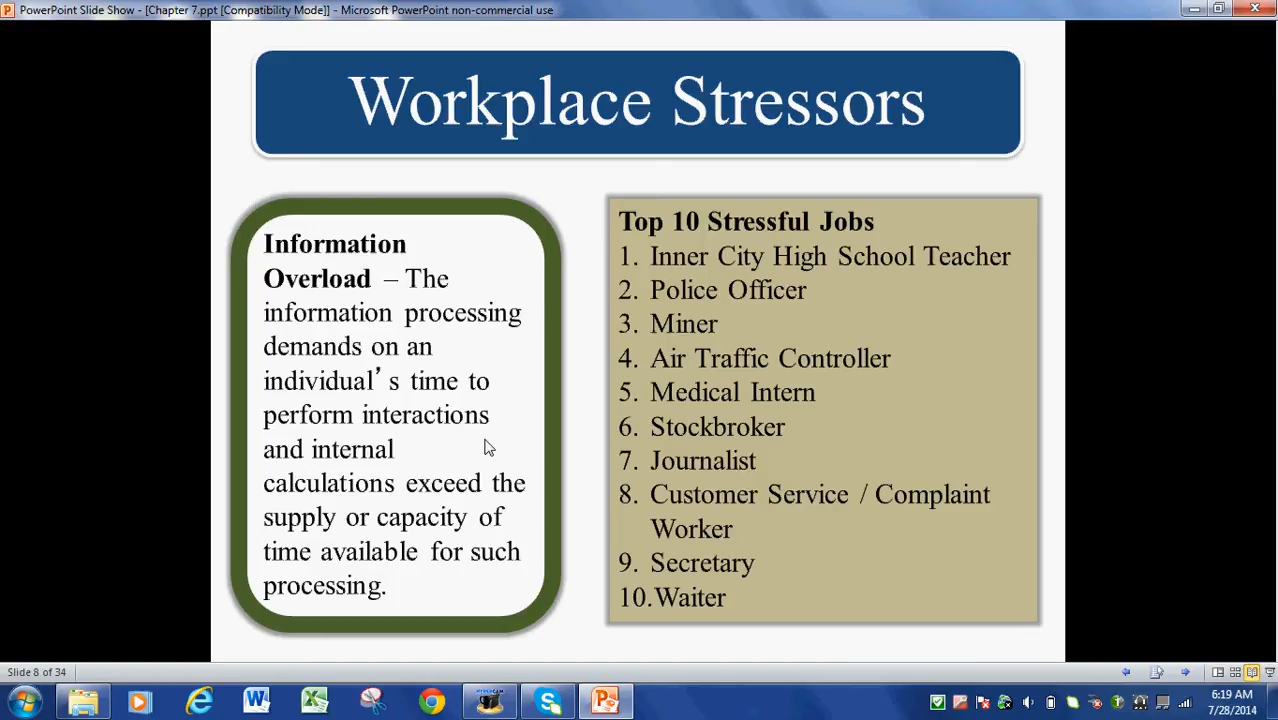 PowerPoint Slide Show - [Chapter 7.ppt [Compatibility Mode]] - Microsoft PowerPoint non-commercial use
Workplace Stressors
Information
Overload – The
information processing
demands on an
individual’s time to
perform interactions
and internal
calculations exceed the
supply or capacity of
time available for such
processing.
Top 10 Stressful Jobs
1. Inner City High School Teacher
2. Police Officer
3. Miner
4. Air Traffic Controller
5. Medical Intern
6. Stockbroker
7. Journalist
8. Customer Service / Complaint
Worker
9. Secretary
10.Waiter
Slide 8 of 34
6:19 AM
7/28/2014